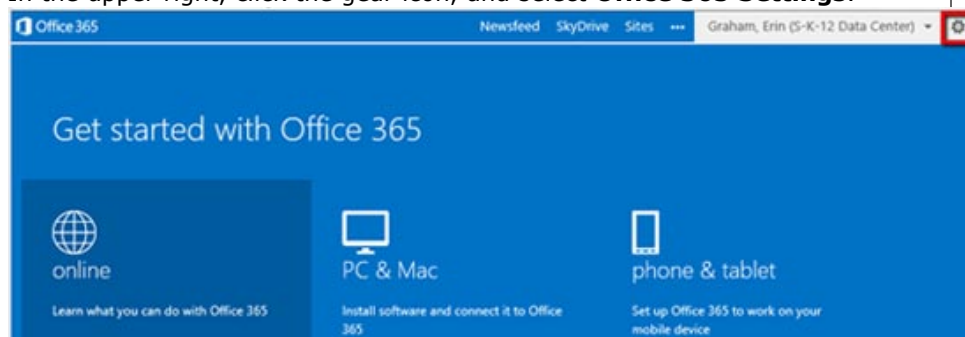 In the upper right, click the gear icon, and select Office 365 Settings.
Office 365 Newsfeed SkyDrive Sites ••• Graham, Erin (S-K-12 Data Center)
Get started with Office 365
online PC & Mac phone & tablet
Learn what you can do with Office 365 Install software and connect it to Office Set up Office 365 to work on your
365 mobile device